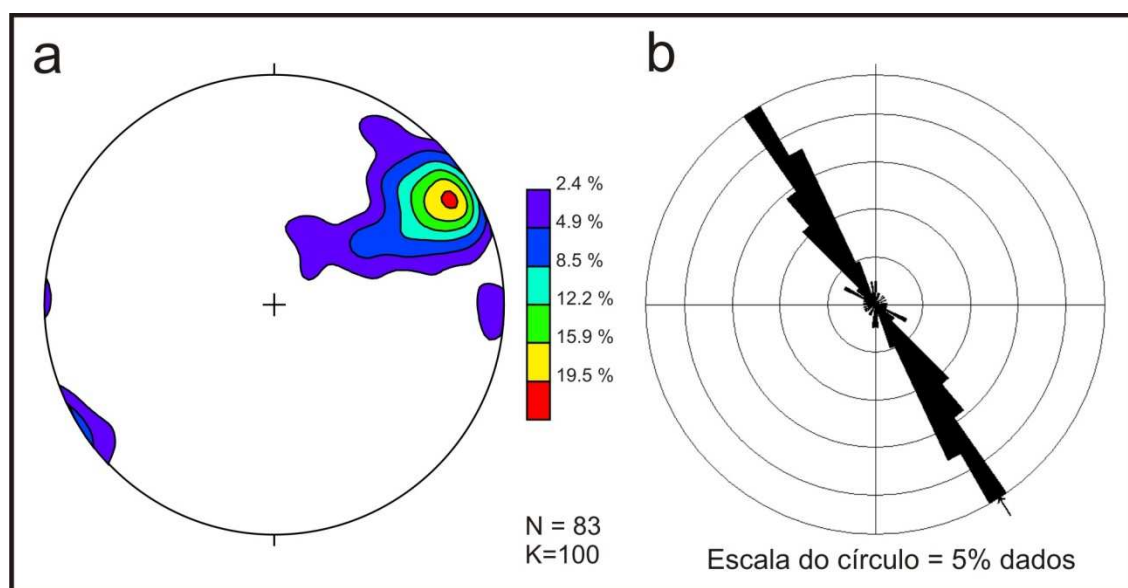 a
b
2.4 %
4.9 %
8.5 %
12.2 %
15.9 %
19.5 %
N = 83
K=100
Escala do círculo = 5% dados